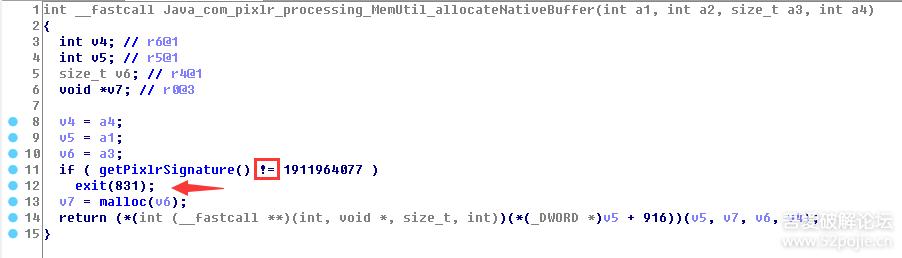 1 int __fastcall Java_com_pixlr_processing_MemUtil_allocateNativeBuffer(int a1, int a2, size_t a3, int a4)
2 {
3 int v4; // r6@1
4 int v5; // r5@1
5 size_t v6; // r4@1
6 void *v7; // r0@3
7
8 v4 = a4;
9 v5 = a1;
10 v6 = a3;
11 if ( getPixlrSignature() != 1911964077 )
12 exit(831);
13 v7 = malloc(v6);
14 return (*(int (__fastcall **)(int, void *, size_t, int))(*(_DWORD *)v5 + 916))(v5, v7, v6, v4);
15 }
吾爱破解论坛
www.52pojie.cn